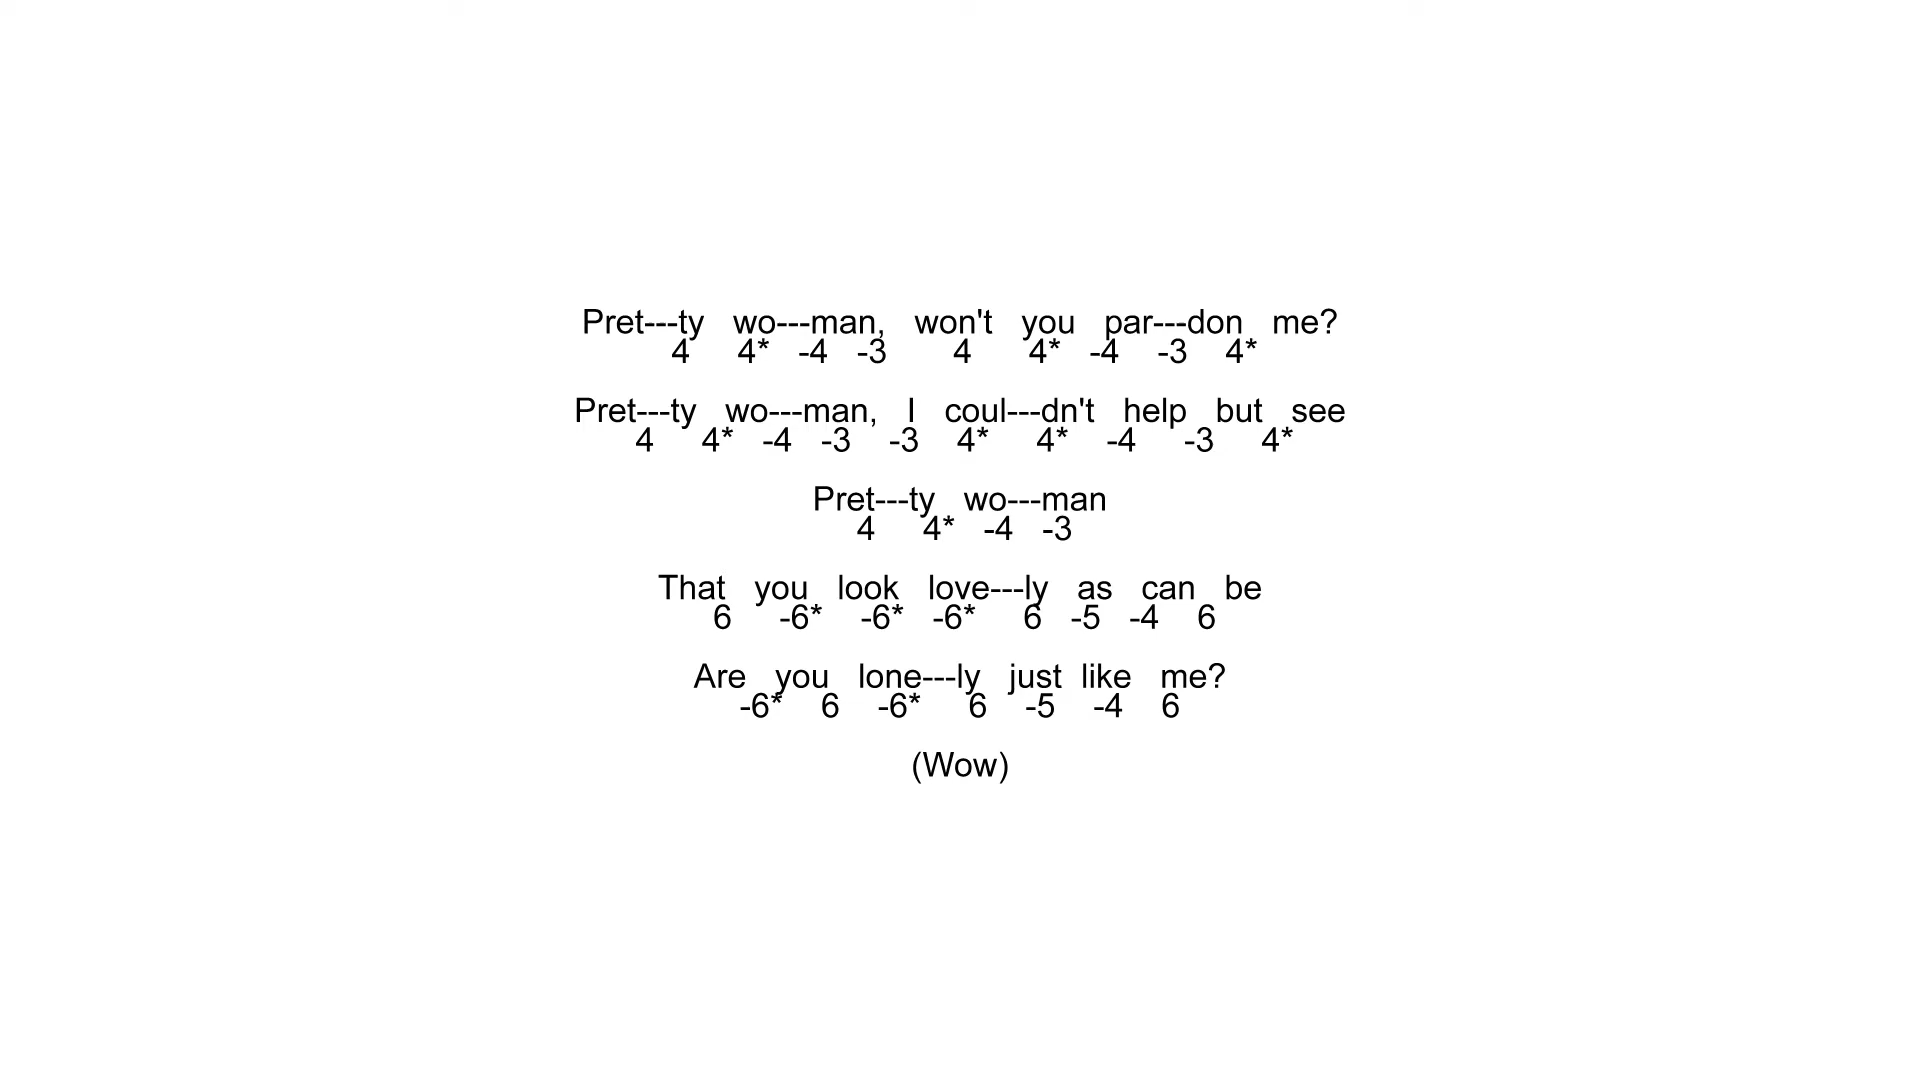 Pret---ty wo---man, won't you par---don me?
4 4* -4 -3 4 4* -4 -3 4*
Pret---ty wo---man, I coul---dn't help but see
4 4* -4 -3 -3 4* 4* -4 -3 4*
Pret---ty wo---man
4 4* -4 -3
That you look love---ly as can be
6 -6* -6* -6* 6 -5 -4 6
Are you lone---ly just like me?
-6* 6 -6* 6 -5 -4 6
(Wow)